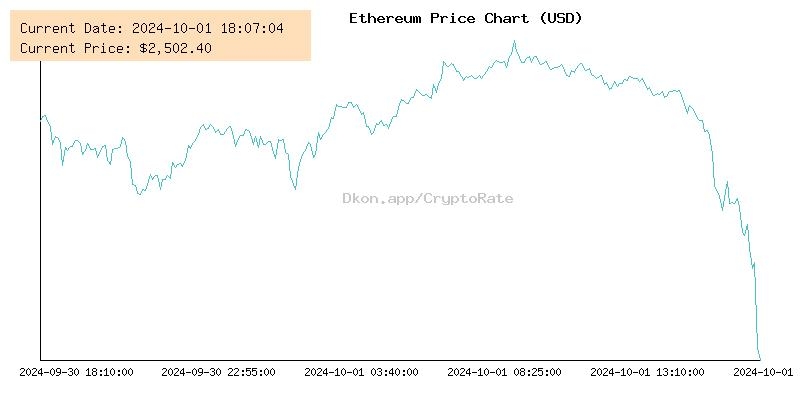 Ethereum Price Chart (USD)
Current Date: 2024-10-01 18:07:04
Current Price: $2,502.40
Dkon.app/CryptoRate
2024-09-30 18:10:00 2024-09-30 22:55:00 2024-10-01 03:40:00 2024-10-01 08:25:00 2024-10-01 13:10:00 2024-10-01